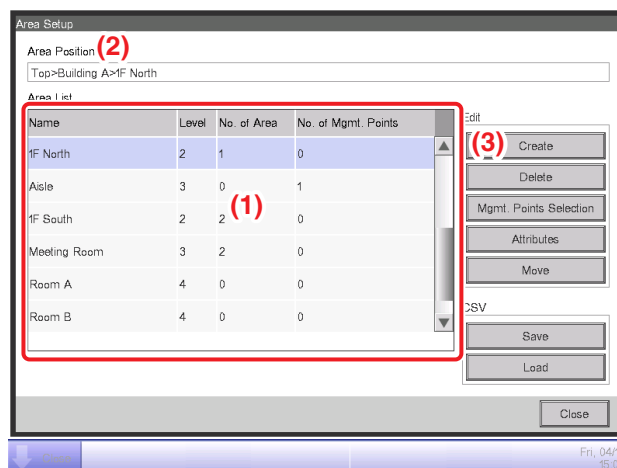 Area Setup
Area Position (2)
Top>Building A>1F North
Area List
Name Level No. of Area No. of Mgmt. Points
1F North 2 1 0
Aisle 3 0 1
1F South 2 2 0
Meeting Room 3 2 0
Room A 4 0 0
Room B 4 0 0
(1)
Edit
(3)
Create
Delete
Mgmt. Points Selection
Attributes
Move
CSV
Save
Load
Close
Fri, 04/